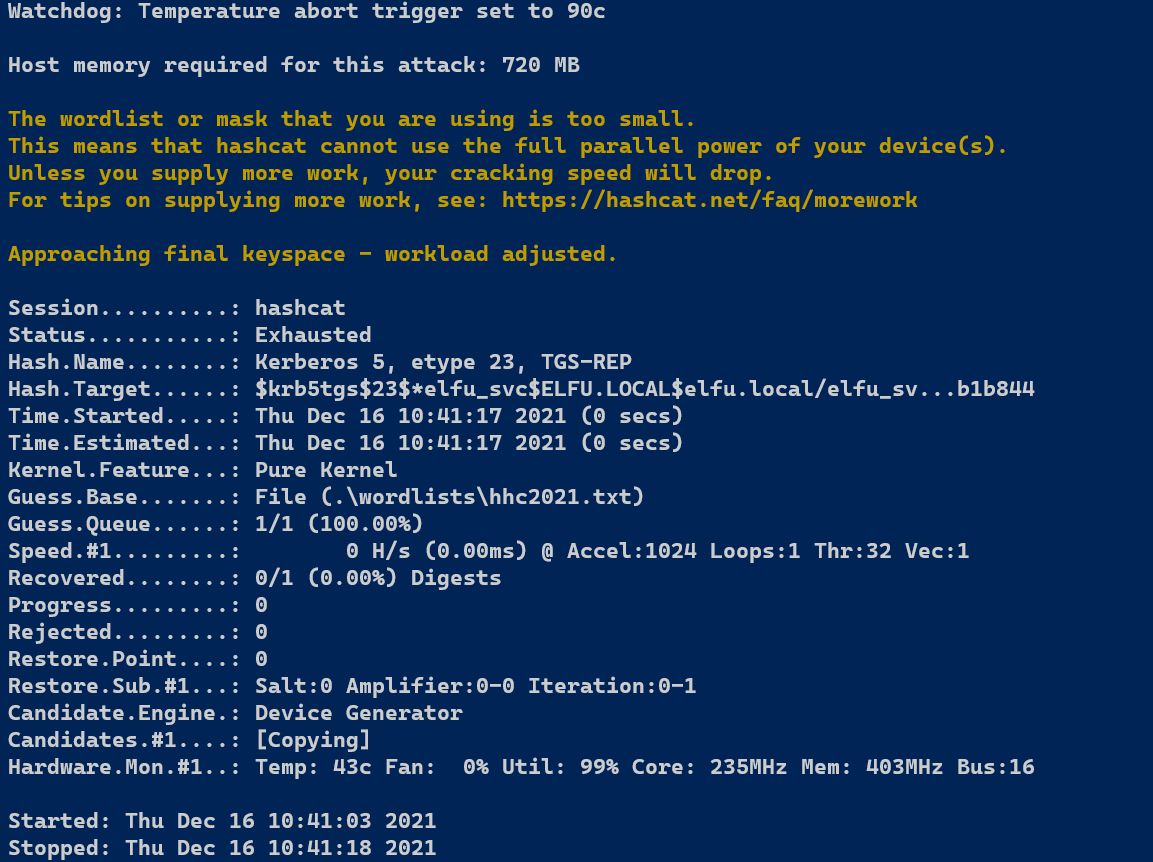 Watchdog: Temperature abort trigger set to 90c
Host memory required for this attack: 720 MB
The wordlist or mask that you are using is too small.
This means that hashcat cannot use the full parallel power of your device(s).
Unless you supply more work, your cracking speed will drop.
For tips on supplying more work, see: https://hashcat.net/faq/morework
Approaching final keyspace - workload adjusted.
Session..........: hashcat
Status...........: Exhausted
Hash.Name........: Kerberos 5, etype 23, TGS-REP
Hash.Target......: $krb5tgs$23$*elfu_svc$ELFU.LOCAL$elfu.local/elfu_sv...b1b844
Time.Started.....: Thu Dec 16 10:41:17 2021 (0 secs)
Time.Estimated...: Thu Dec 16 10:41:17 2021 (0 secs)
Kernel.Feature...: Pure Kernel
Guess.Base.......: File (.\wordlists\hhc2021.txt)
Guess.Queue......: 1/1 (100.00%)
Speed.#1.........:        0 H/s (0.00ms) @ Accel:1024 Loops:1 Thr:32 Vec:1
Recovered........: 0/1 (0.00%) Digests
Progress.........: 0
Rejected.........: 0
Restore.Point....: 0
Restore.Sub.#1...: Salt:0 Amplifier:0-0 Iteration:0-1
Candidate.Engine.: Device Generator
Candidates.#1....: [Copying]
Hardware.Mon.#1..: Temp: 43c Fan:  0% Util: 99% Core: 235MHz Mem: 403MHz Bus:16
Started: Thu Dec 16 10:41:03 2021
Stopped: Thu Dec 16 10:41:18 2021